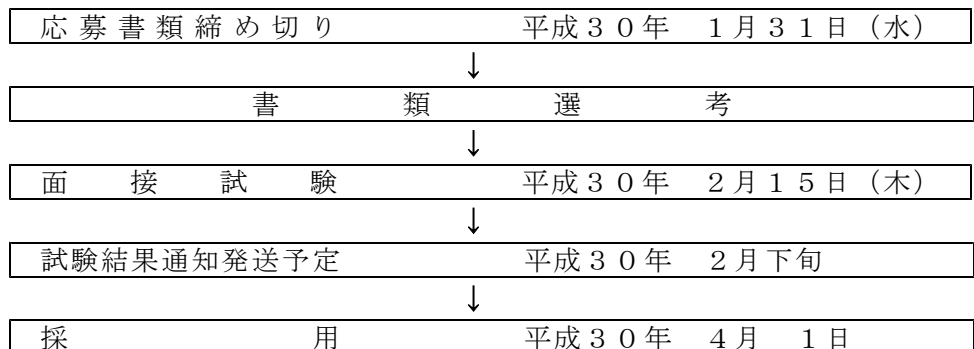 応募書類締め切り　平成３０年　１月３１日（水）
↓
書類選考
↓
面接試験　平成３０年　２月１５日（木）
↓
試験結果通知発送予定　平成３０年　２月下旬
↓
採用　平成３０年　４月　１日